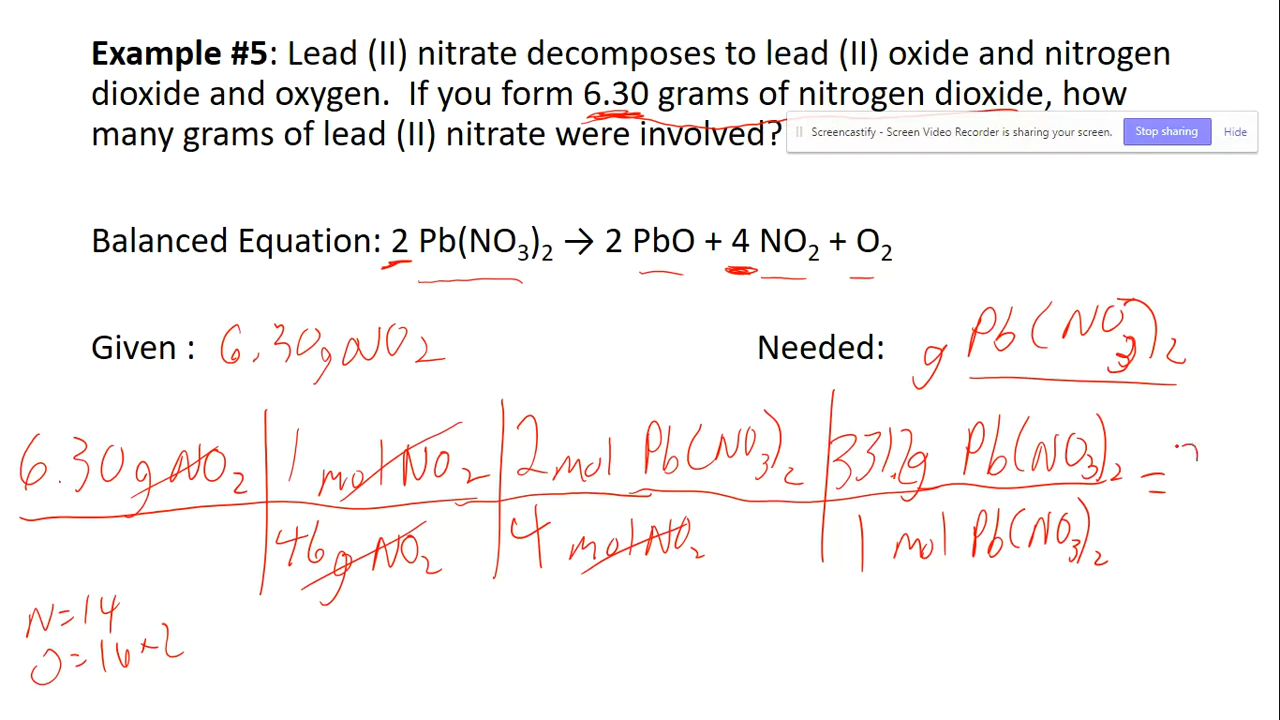 Example #5: Lead (II) nitrate decomposes to lead (II) oxide and nitrogen
dioxide and oxygen. If you form 6.30 grams of nitrogen dioxide, how
many grams of lead (II) nitrate were involved?
Screencastify - Screen Video Recorder is sharing your screen. Stop sharing Hide
Balanced Equation: 2 Pb(NO₃)₂ → 2 PbO + 4 NO₂ + O₂
Given : 6.30g NO₂ Needed: g Pb(NO₃)₂
6.30g NO₂ | 1 mol NO₂ | 2 mol Pb(NO₃)₂ | 331.2g Pb(NO₃)₂ = ?
46 g NO₂ | 4 mol NO₂ | 1 mol Pb(NO₃)₂
N=14
O=16*2